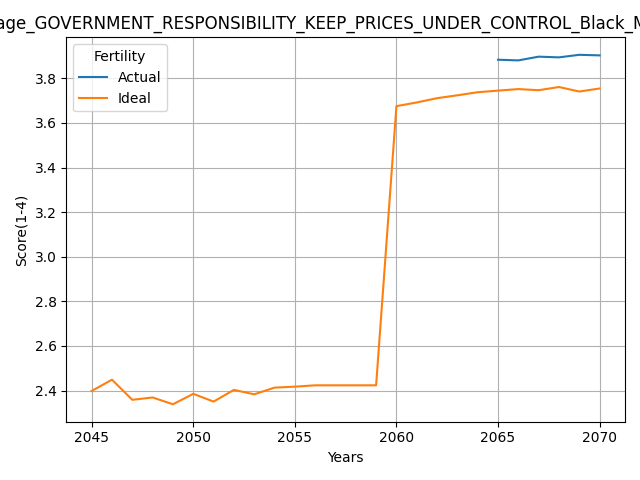 age_GOVERNMENT_RESPONSIBILITY_KEEP_PRICES_UNDER_CONTROL_Black_M
Fertility
Actual
Ideal
3.8
3.6
3.4
3.2
3.0
2.8
2.6
2.4
Score(1-4)
2045 2050 2055 2060 2065 2070
Years